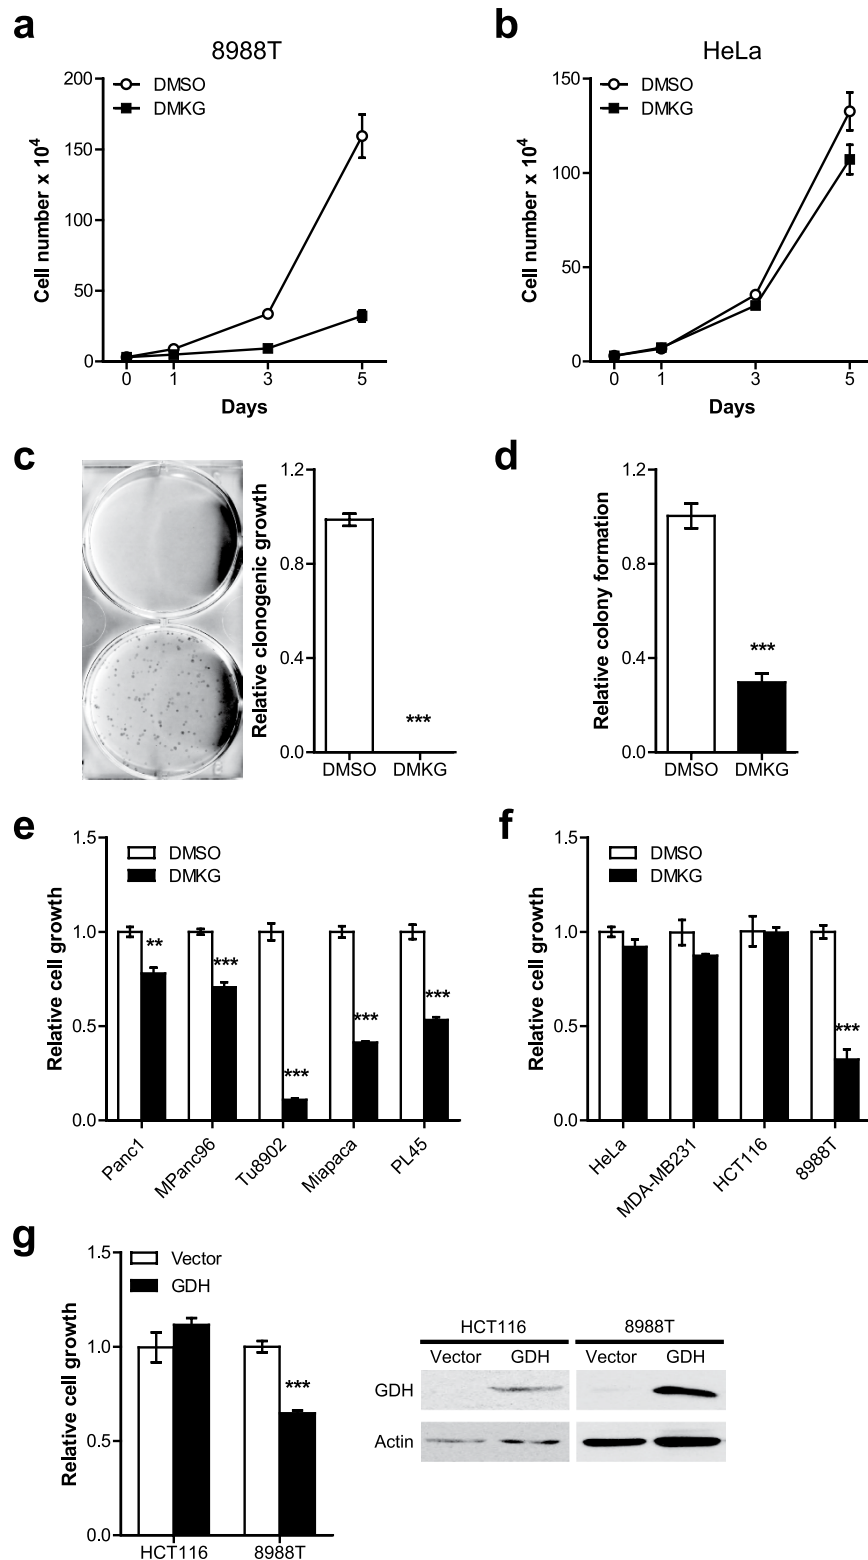 a
b
8988T
HeLa
DMSO
DMKG
200
150
100
50
0
Cell number x 10⁴
0 1 3 5
Days
DMSO
DMKG
150
100
50
0
Cell number x 10⁴
0 1 3 5
Days
c
d
Relative clonogenic growth
1.2
0.8
0.4
0.0
***
DMSO DMKG
Relative colony formation
1.2
0.8
0.4
0.0
***
DMSO DMKG
e
f
Relative cell growth
1.5
1.0
0.5
0.0
DMSO
DMKG
** *** *** *** ***
Panc1 MPanc96 Tu8902 Miapaca PL45
Relative cell growth
1.5
1.0
0.5
0.0
DMSO
DMKG
***
HeLa MDA-MB231 HCT116 8988T
g
Relative cell growth
1.5
1.0
0.5
0.0
Vector
GDH
***
HCT116 8988T
HCT116 8988T
Vector GDH Vector GDH
GDH
Actin